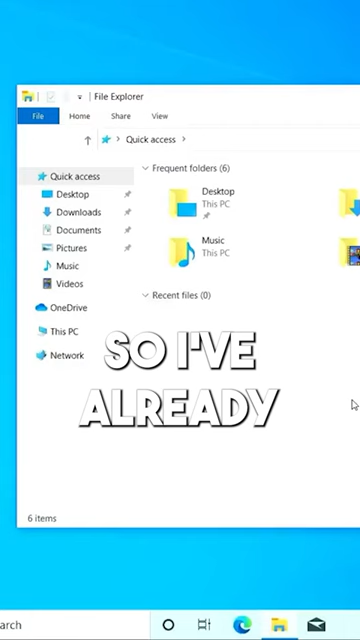 File Explorer
File
Home
Share
View
Quick access
Quick access
Desktop
Downloads
Documents
Pictures
Music
Videos
OneDrive
This PC
Network
Frequent folders (6)
Desktop
This PC
Music
This PC
Recent files (0)
SO I'VE
ALREADY
6 items
arch